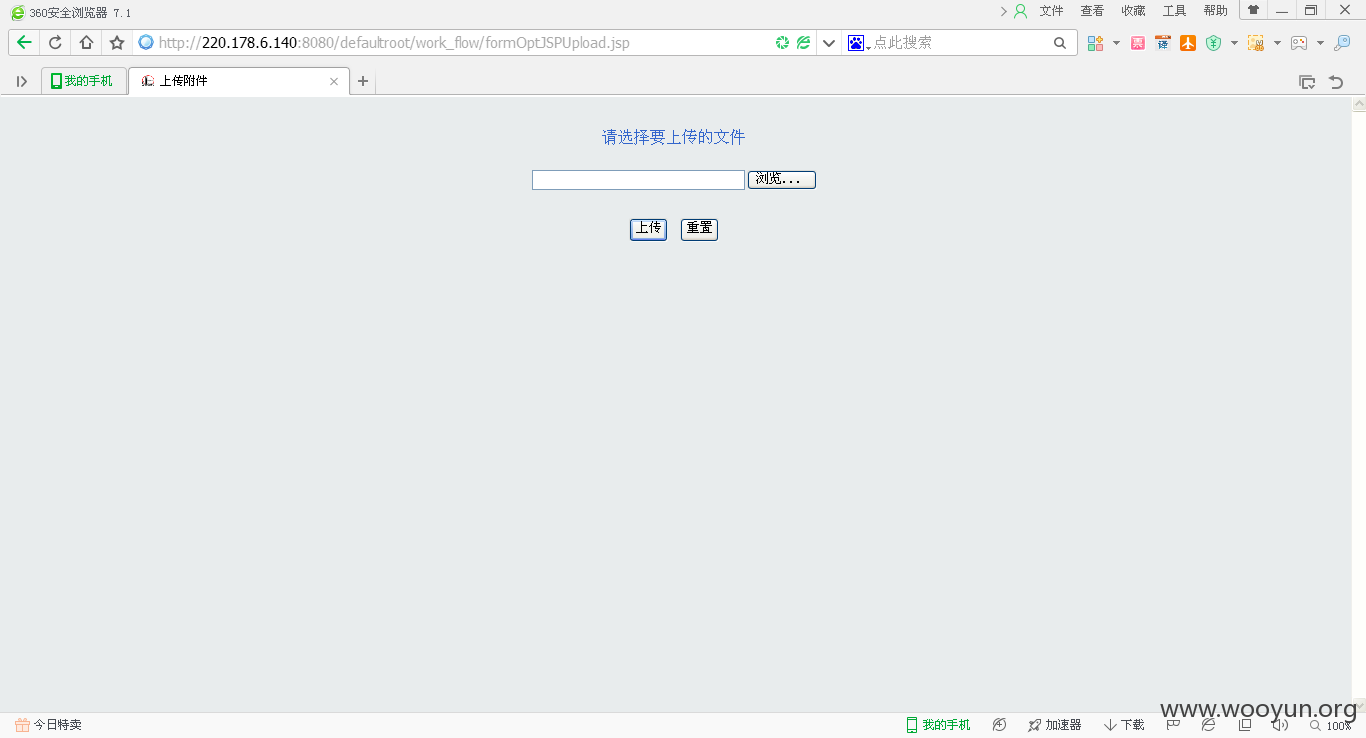 360安全浏览器 7.1
文件 查看 收藏 工具 帮助
http://220.178.6.140:8080/defaultroot/work_flow/formOptJSPUpload.jsp
点此搜索
我的手机
上传附件
请选择要上传的文件
浏览...
上传 重置
www.wooyun.org
今日特卖
我的手机 加速器 下载 100%